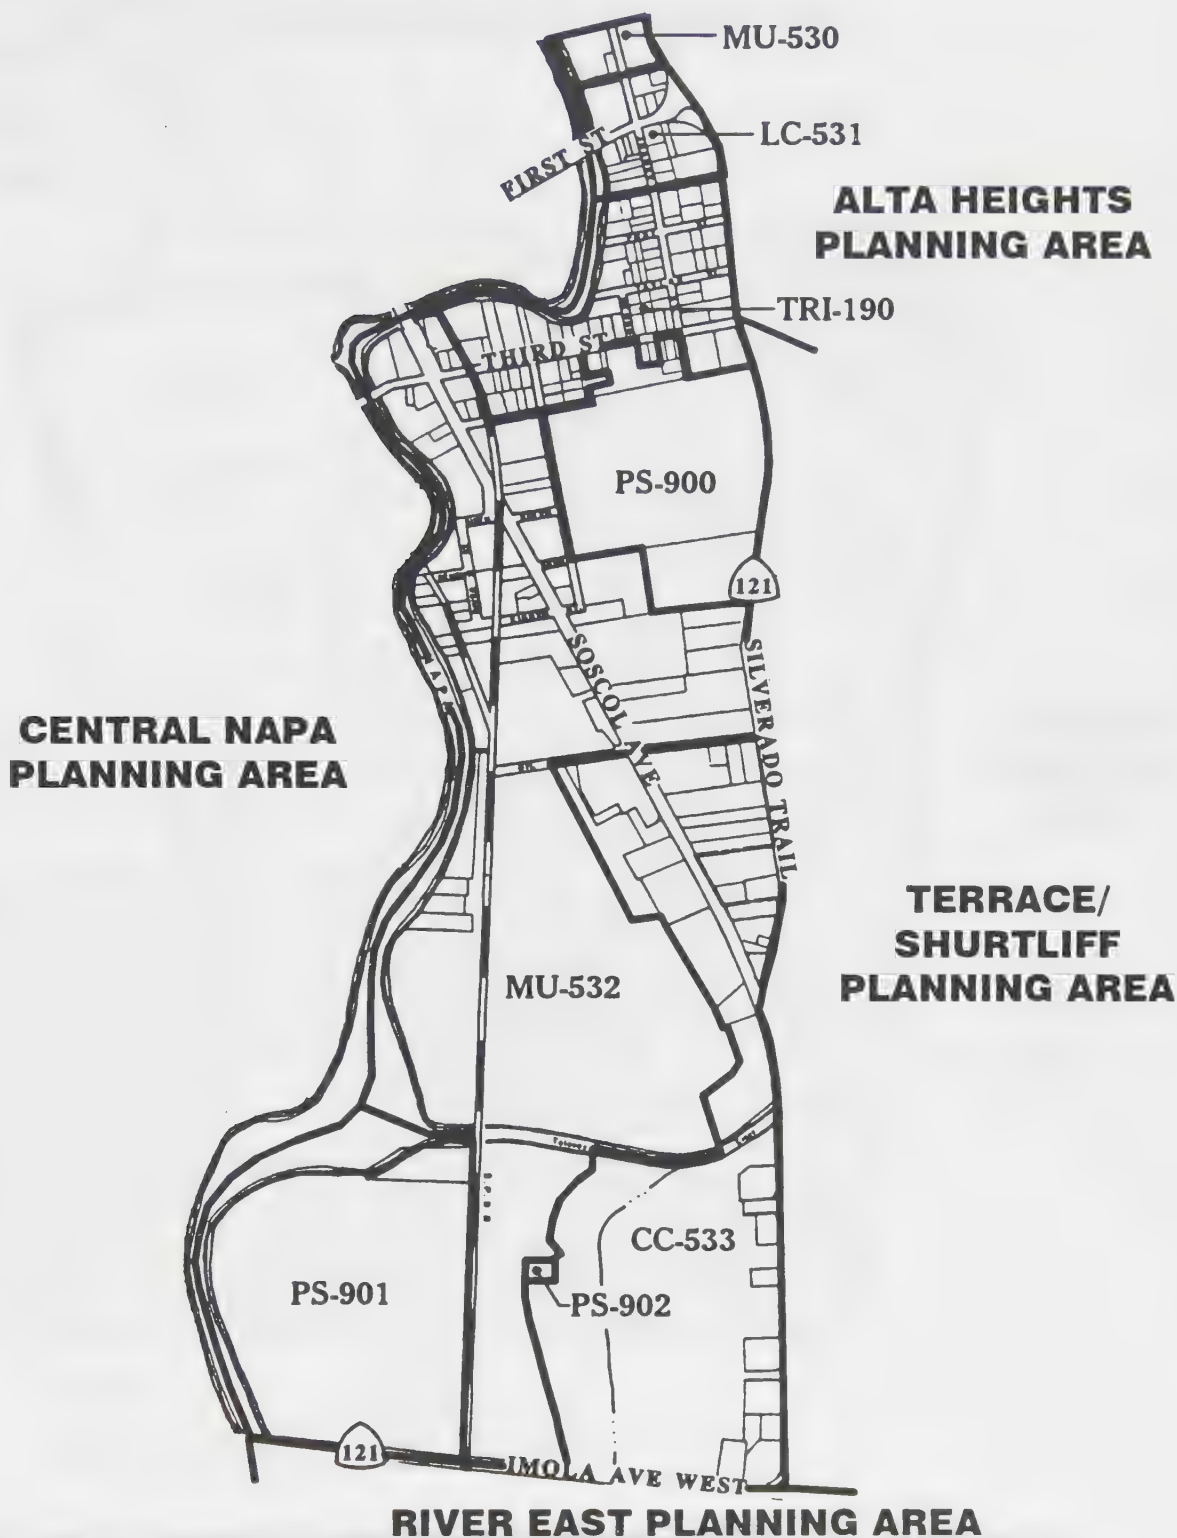 MU-530
FIRST ST
LC-531
ALTA HEIGHTS
PLANNING AREA
TRI-190
THIRD ST
PS-900
121
SOSCOL AVE
SILVERADO TRAIL
NAPA
CENTRAL NAPA
PLANNING AREA
TERRACE/
SHURTLIFF
PLANNING AREA
MU-532
CC-533
PS-901
PS-902
121
IMOLA AVE WEST
RIVER EAST PLANNING AREA